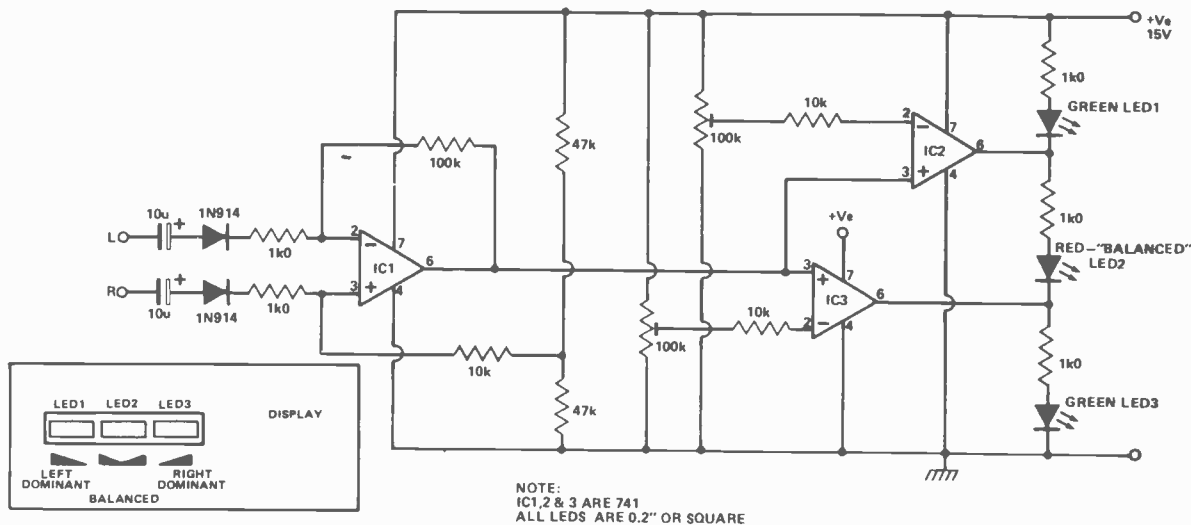 +Ve
15V
1k0
GREEN LED1
10k
100k
2
−
7
IC2
6
3
+
4
47k
100k
1k0
RED–"BALANCED"
LED2
+Ve
10u
+
1N914
L
1k0
2
−
7
IC1
6
3
+
4
R
+
10u
1N914
1k0
3
+
7
IC3
6
2
−
4
10k
100k
10k
47k
1k0
GREEN LED3
LED1 LED2 LED3
DISPLAY
LEFT
DOMINANT
RIGHT
DOMINANT
BALANCED
NOTE:
IC1,2 & 3 ARE 741
ALL LEDS ARE 0.2" OR SQUARE